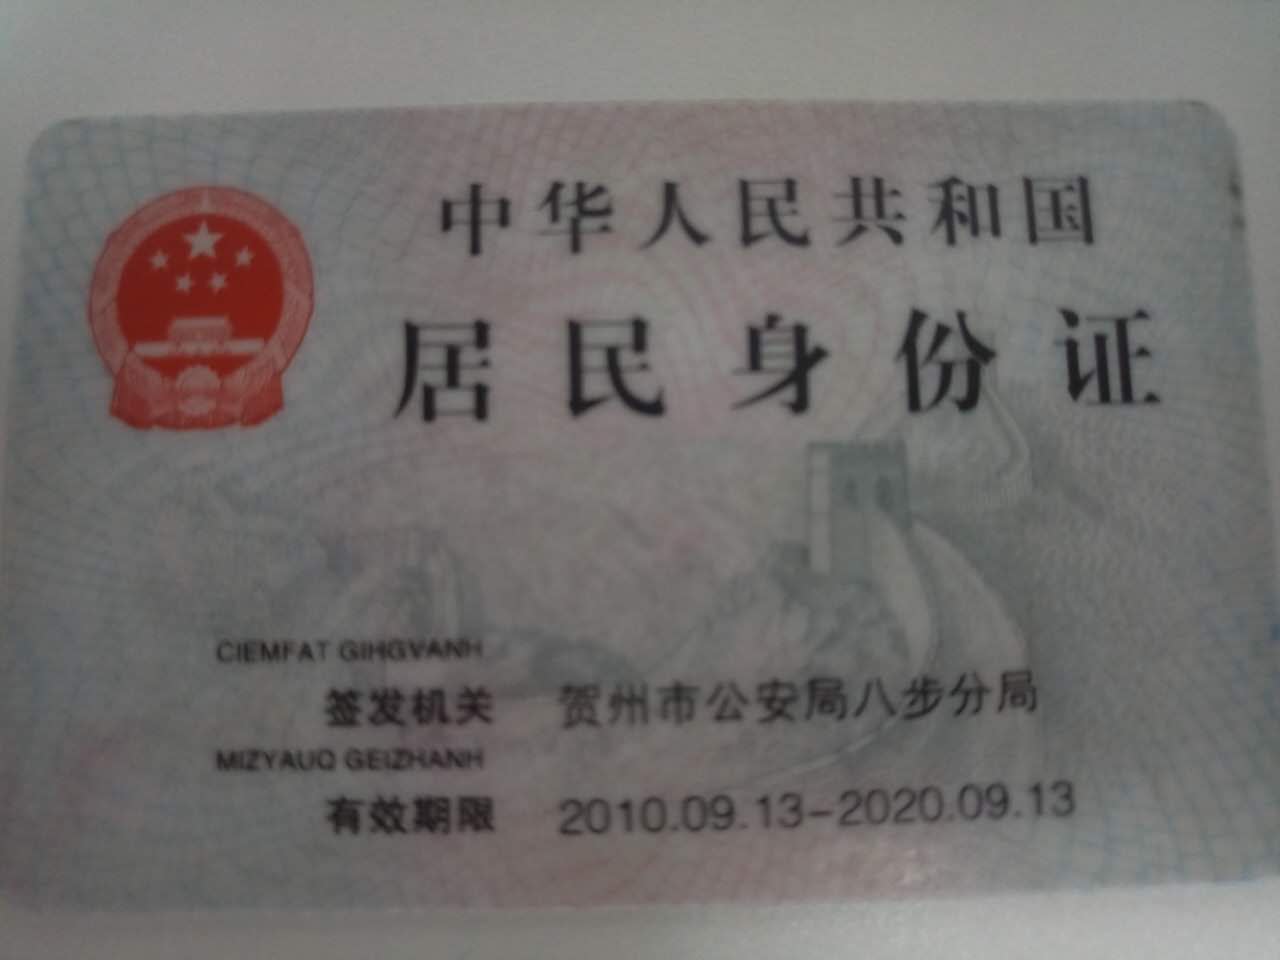 中华人民共和国
居民身份证
CIEMFAT GIHGVANH
签发机关 贺州市公安局八步分局
MIZYAUQ GEIZHANH
有效期限 2010.09.13-2020.09.13